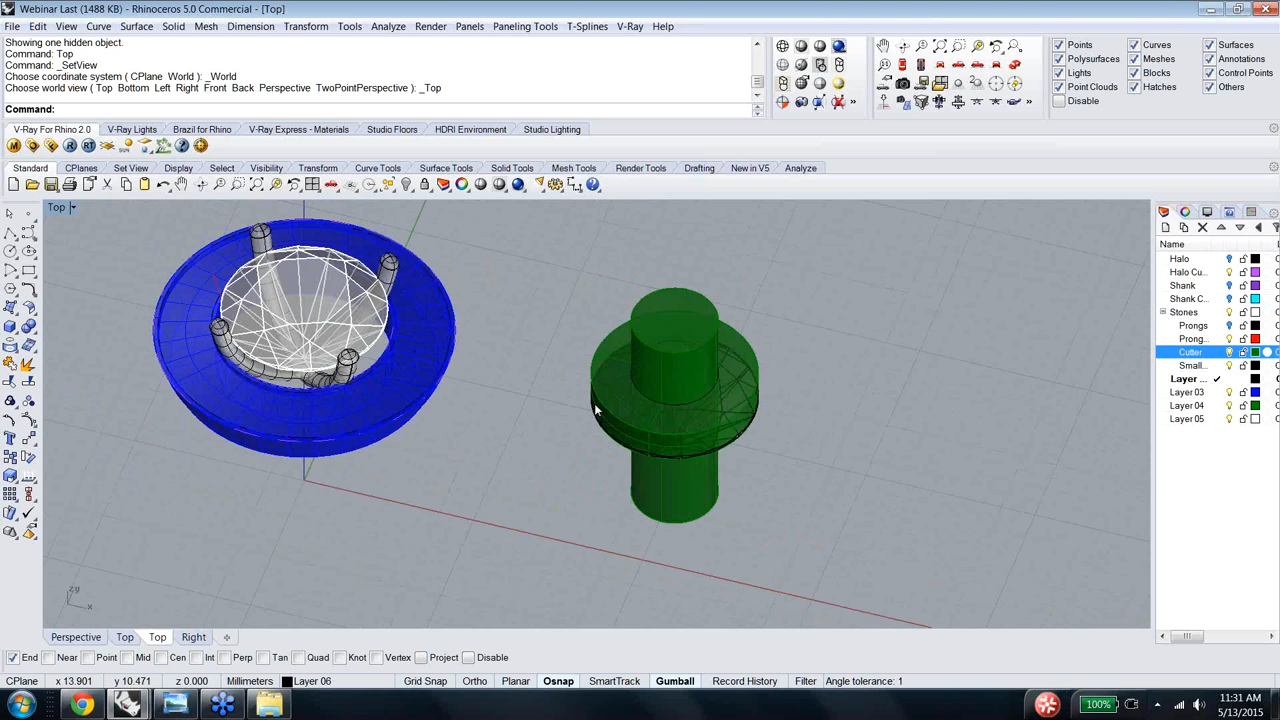 Webinar Last (1488 KB) - Rhinoceros 5.0 Commercial - [Top]
File Edit View Curve Surface Solid Mesh Dimension Transform Tools Analyze Render Panels Paneling Tools T-Splines V-Ray Help
Showing one hidden object.
Command: Top
Command: _SetView
Choose coordinate system ( CPlane World ): _World
Choose world view ( Top Bottom Left Right Front Back Perspective TwoPointPerspective ): _Top
Command:
Points Curves Surfaces
Polysurfaces Meshes Annotations
Lights Blocks Control Points
Point Clouds Hatches Others
Disable
V-Ray For Rhino 2.0 V-Ray Lights Brazil for Rhino V-Ray Express - Materials Studio Floors HDRI Environment Studio Lighting
Standard CPlanes Set View Display Select Visibility Transform Curve Tools Surface Tools Solid Tools Mesh Tools Render Tools Drafting New in V5 Analyze
Top
Name
Halo
Halo Cu...
Shank
Shank C...
Stones
Prongs
Prong...
Cutter
Small...
Layer ...
Layer 03
Layer 04
Layer 05
zy
x
Perspective Top Top Right
End Near Point Mid Cen Int Perp Tan Quad Knot Vertex Project Disable
CPlane x 13.901 y 10.471 z 0.000 Millimeters Layer 06 Grid Snap Ortho Planar Osnap SmartTrack Gumball Record History Filter Angle tolerance: 1
100%
11:31 AM
5/13/2015